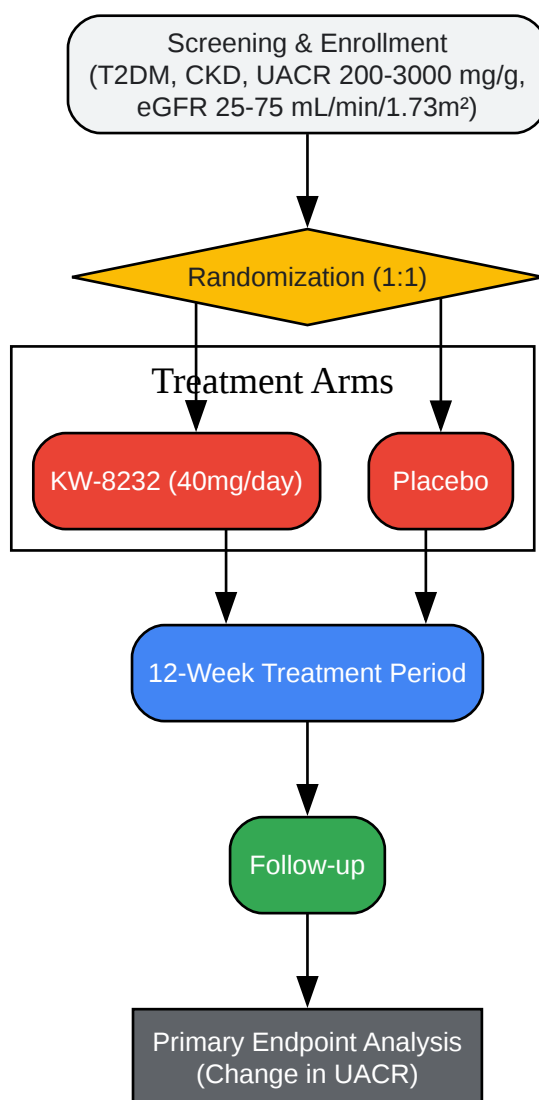 Screening & Enrollment
(T2DM, CKD, UACR 200-3000 mg/g,
eGFR 25-75 mL/min/1.73m²)
Randomization (1:1)
Treatment Arms
KW-8232 (40mg/day)
Placebo
12-Week Treatment Period
Follow-up
Primary Endpoint Analysis
(Change in UACR)